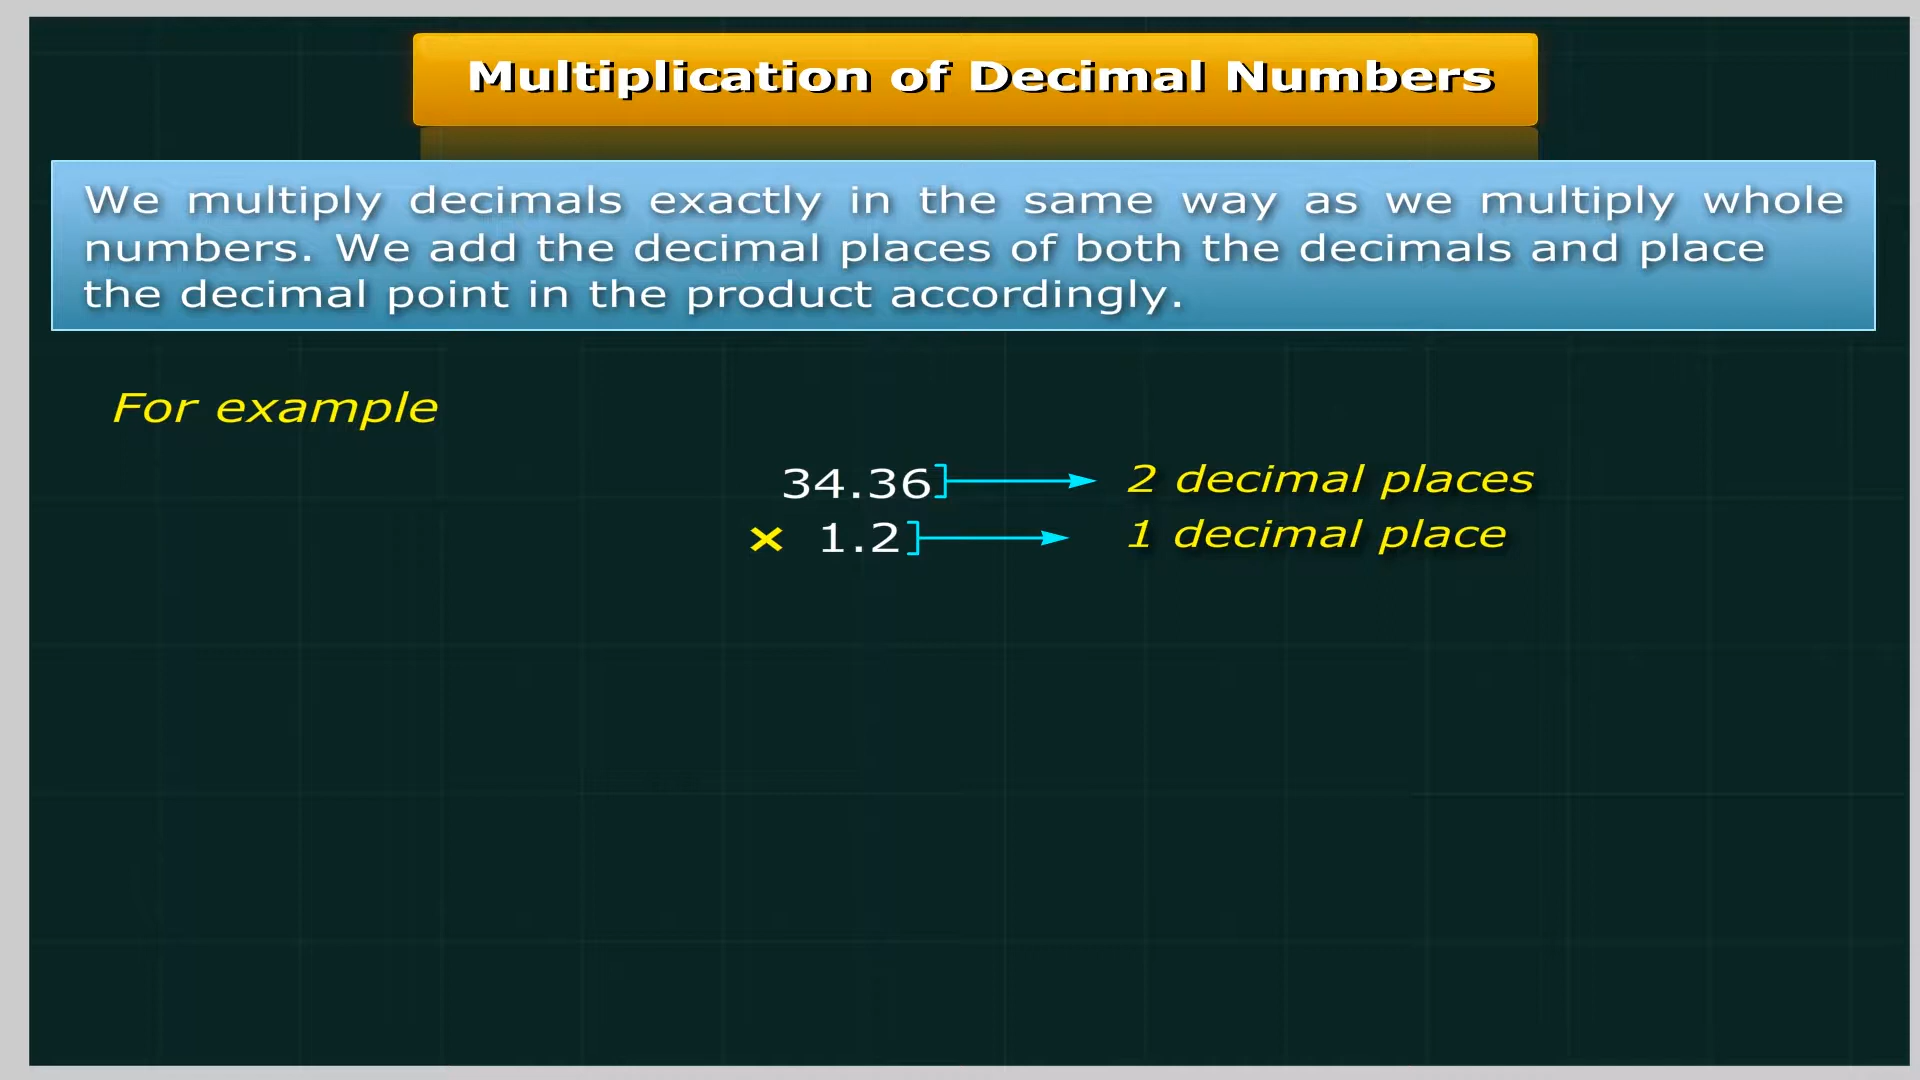 Multiplication of Decimal Numbers
We multiply decimals exactly in the same way as we multiply whole
numbers. We add the decimal places of both the decimals and place
the decimal point in the product accordingly.
For example
34.36 2 decimal places
× 1.2 1 decimal place